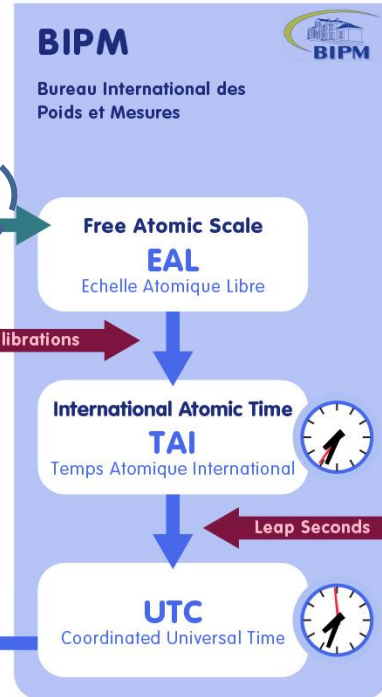 BIPM
BIPM
Bureau International des
Poids et Mesures
Free Atomic Scale
EAL
Echelle Atomique Libre
librations
International Atomic Time
TAI
Temps Atomique International
Leap Seconds
UTC
Coordinated Universal Time